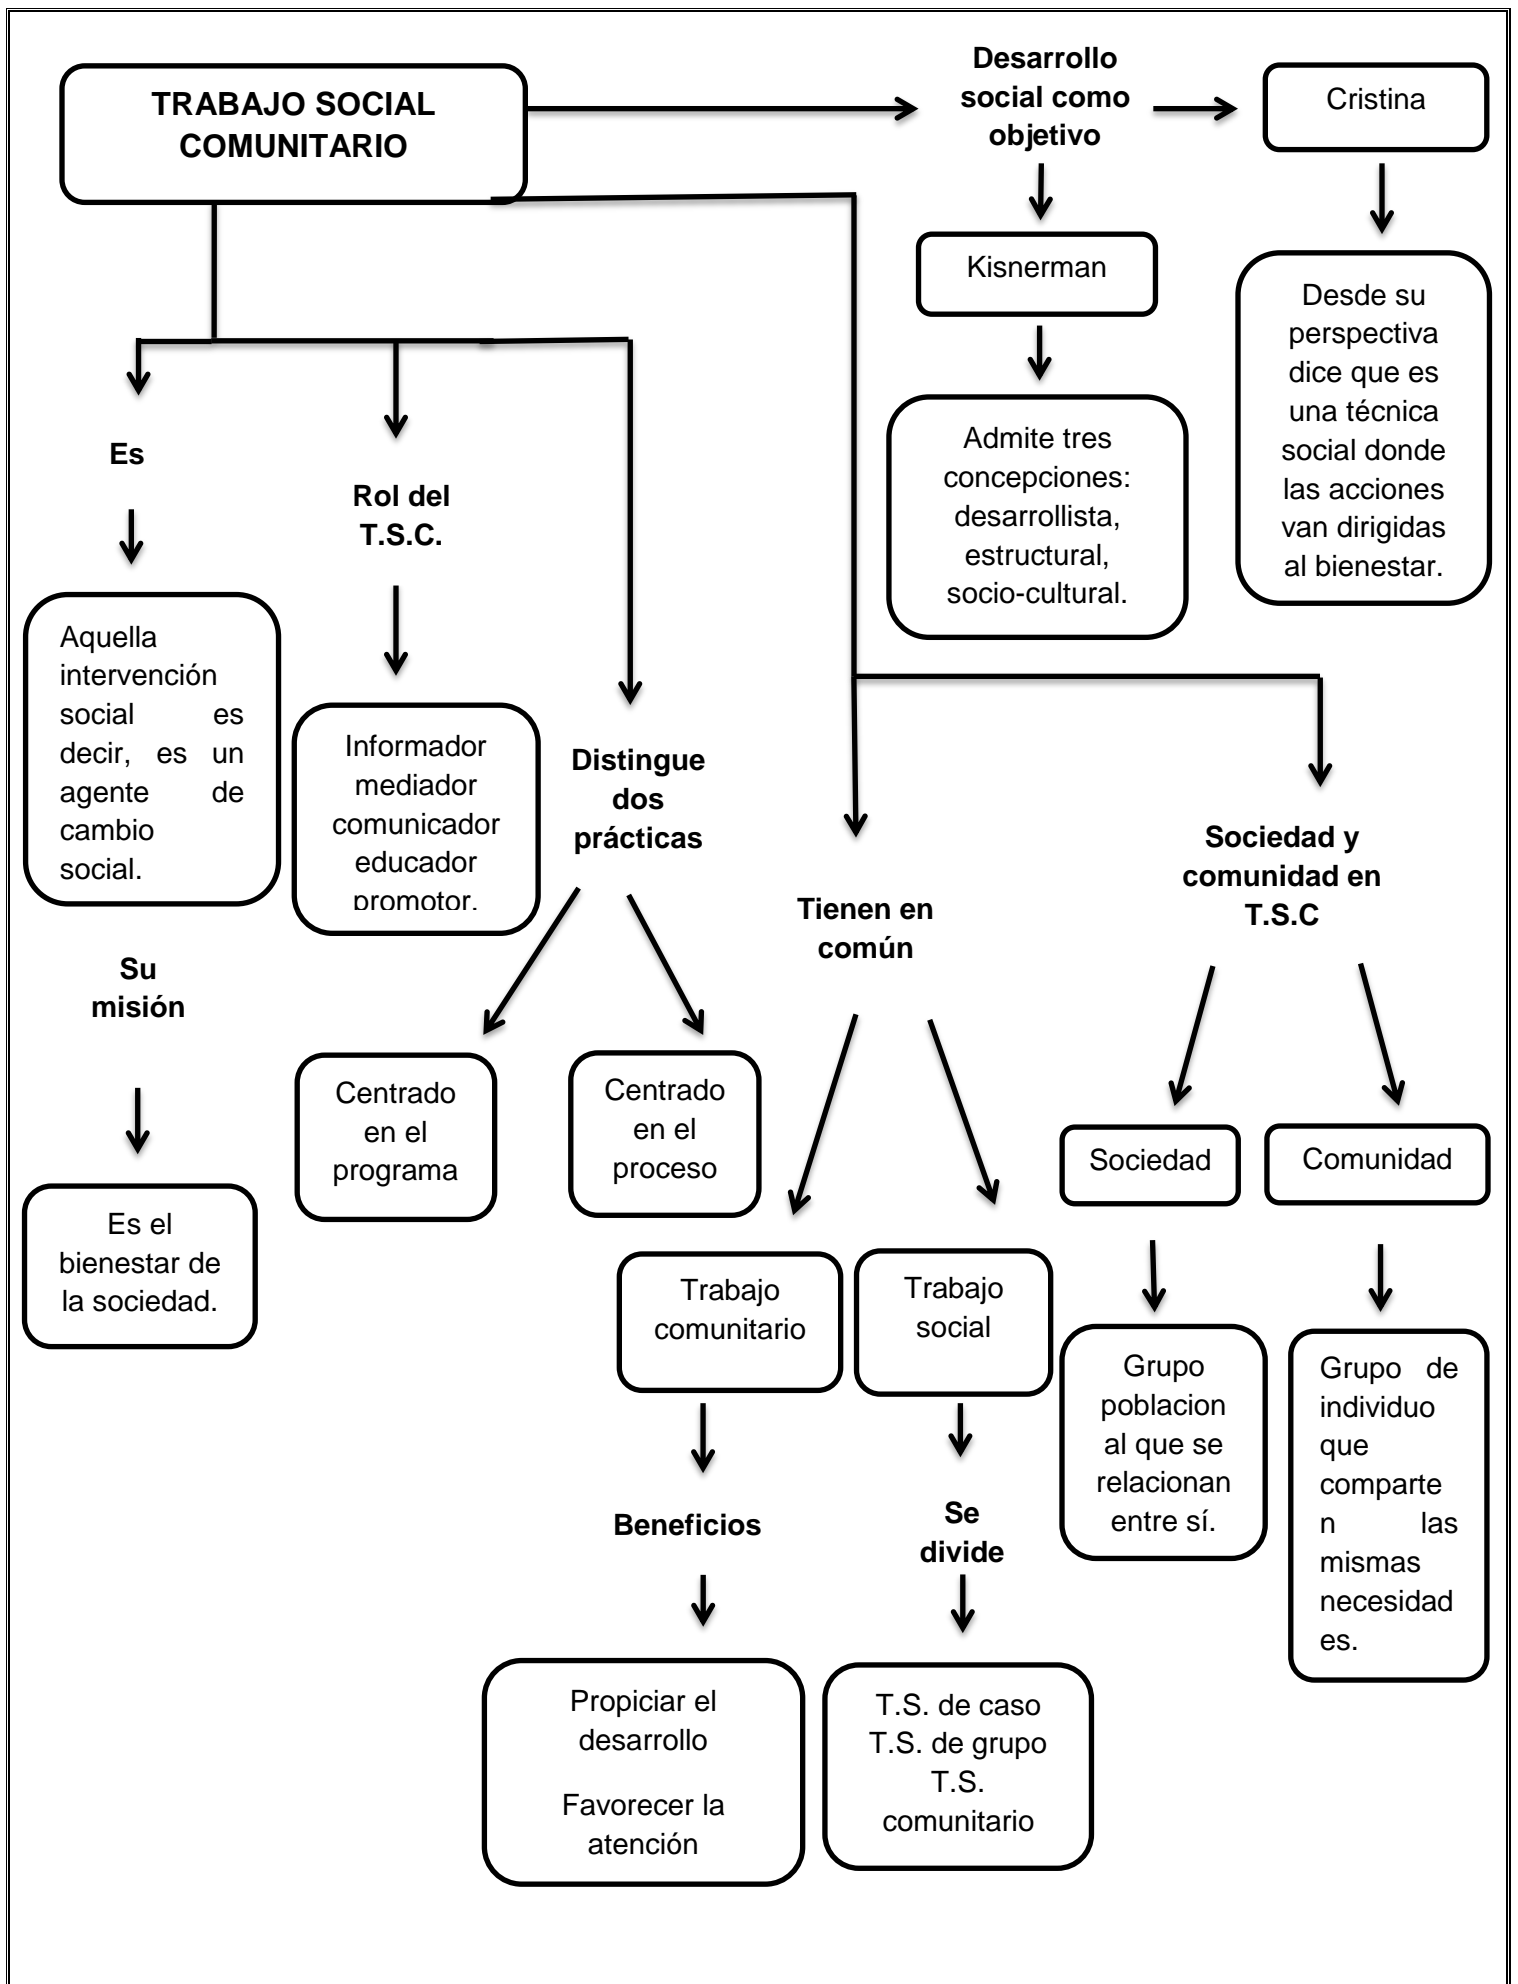 TRABAJO SOCIAL
COMUNITARIO
Desarrollo
social como
objetivo
Cristina
Kisnerman
Desde su
perspectiva
dice que es
una técnica
social donde
las acciones
van dirigidas
al bienestar.
Admite tres
concepciones:
desarrollista,
estructural,
socio-cultural.
Es
Rol del
T.S.C.
Aquella
intervención
social es
decir, es un
agente de
cambio
social.
Informador
mediador
comunicador
educador
promotor.
Distingue
dos
prácticas
Tienen en
común
Sociedad y
comunidad en
T.S.C
Su
misión
Es el
bienestar de
la sociedad.
Centrado
en el
programa
Centrado
en el
proceso
Trabajo
comunitario
Trabajo
social
Sociedad
Comunidad
Grupo
poblacion
al que se
relacionan
entre sí.
Grupo de
individuo
que
comparte
n las
mismas
necesidad
es.
Beneficios
Se
divide
Propiciar el
desarrollo
Favorecer la
atención
T.S. de caso
T.S. de grupo
T.S.
comunitario